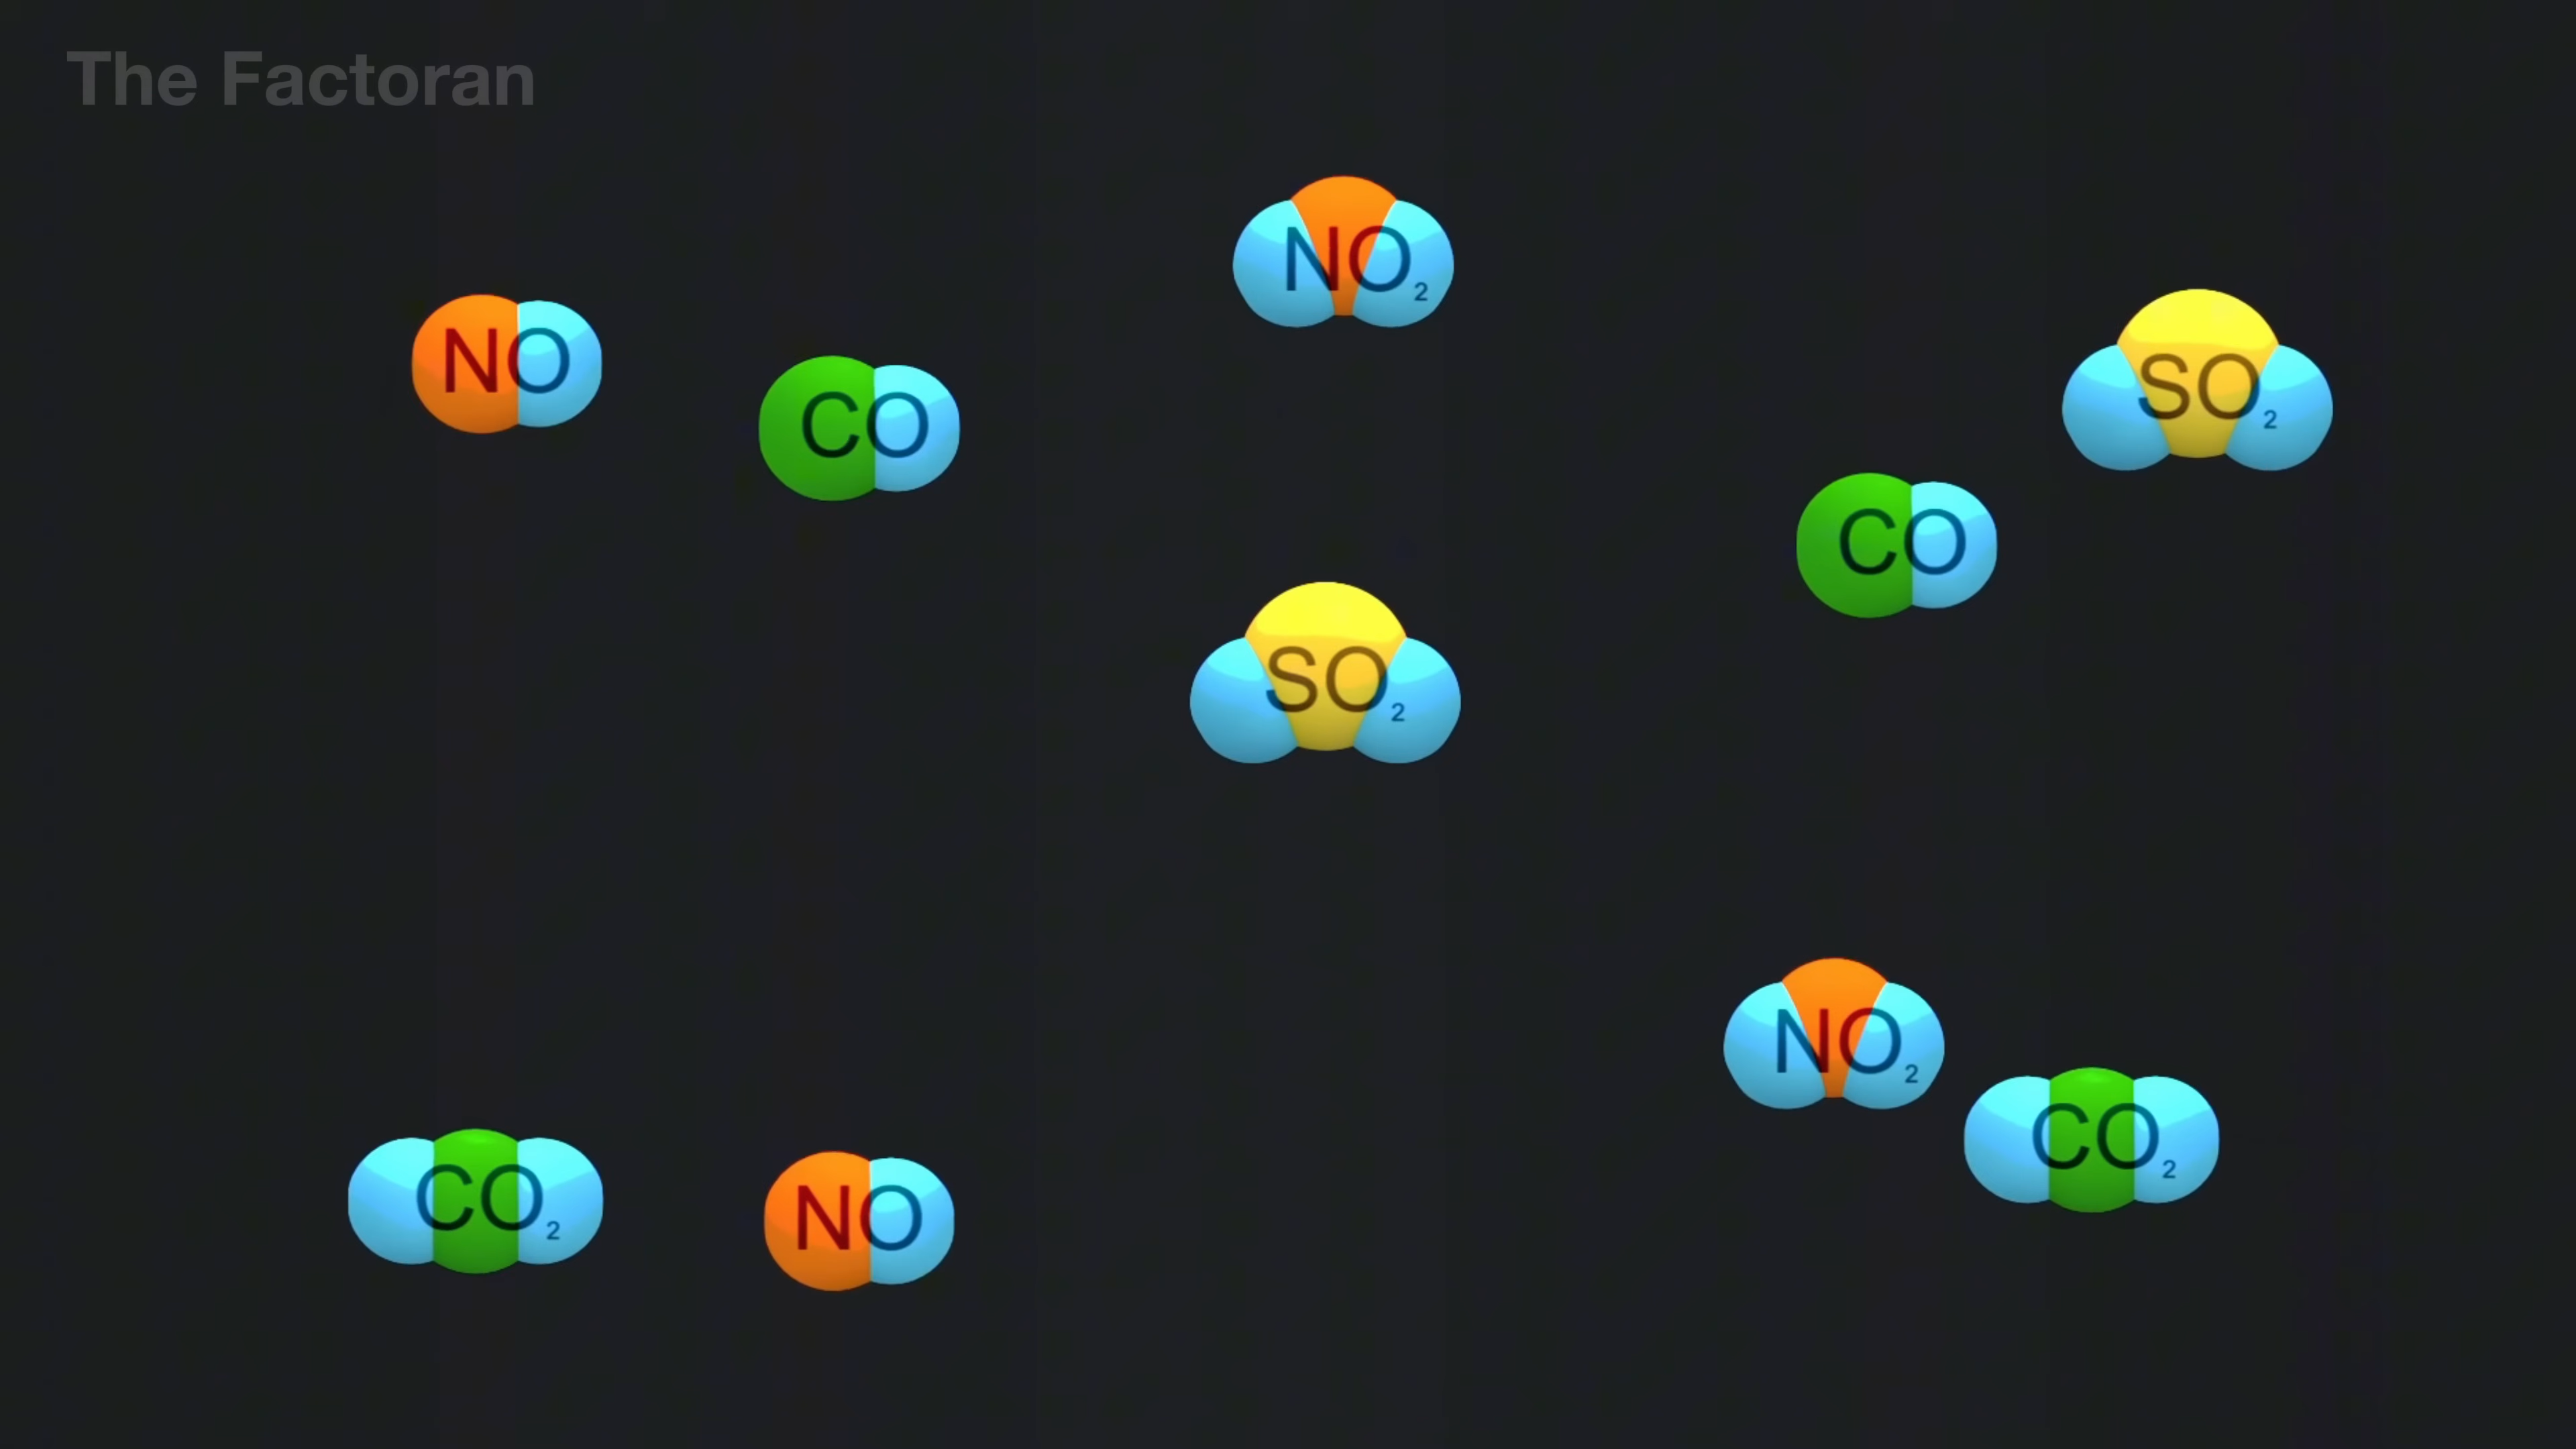 The Factoran
NO₂
NO
SO₂
CO
CO
SO₂
NO₂
CO₂
CO₂
NO